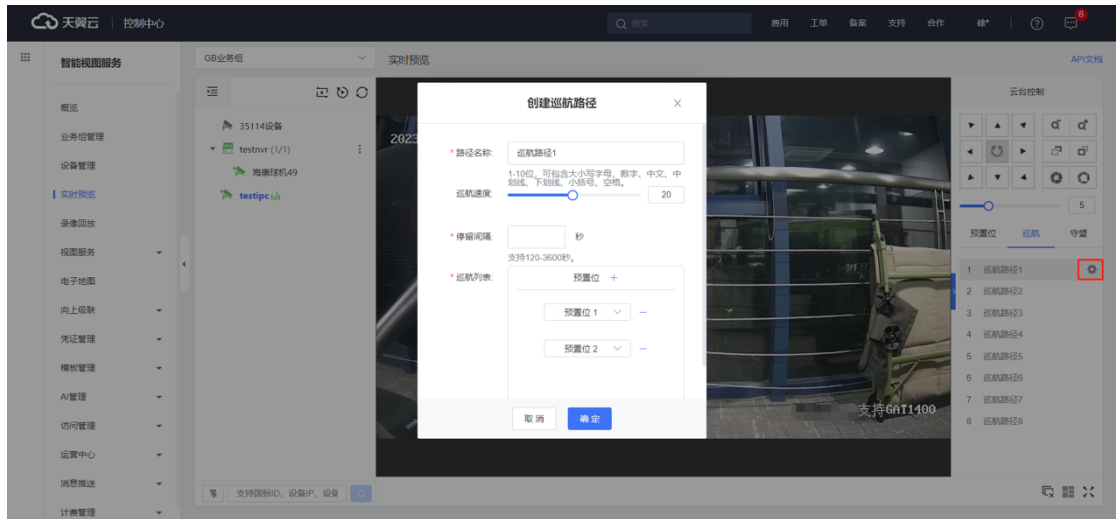 天翼云 控制中心 搜索... 费用 工单 备案 支持 合作 徐* 6
智能视图服务 GB业务组 实时预览 API文档
概览
业务组管理
设备管理
实时预览
录像回放
视图服务
电子地图
向上级联
凭证管理
模板管理
AI管理
访问管理
运营中心
消息推送
计费管理
35114设备
testnvr (1/1)
海康球机49
testipc
支持国标ID、设备IP、设备
2023
创建巡航路径
* 路径名称: 巡航路径1
1-10位，可包含大小写字母、数字、中文、中
划线、下划线、小括号、空格。
巡航速度: 20
* 停留间隔: 秒
支持120-3600秒。
* 巡航列表: 预置位 +
预置位 1
预置位 2
取消 确定
支持GAT1400
云台控制
5
预置位 巡航 守望
1 巡航路径1
2 巡航路径2
3 巡航路径3
4 巡航路径4
5 巡航路径5
6 巡航路径6
7 巡航路径7
8 巡航路径8